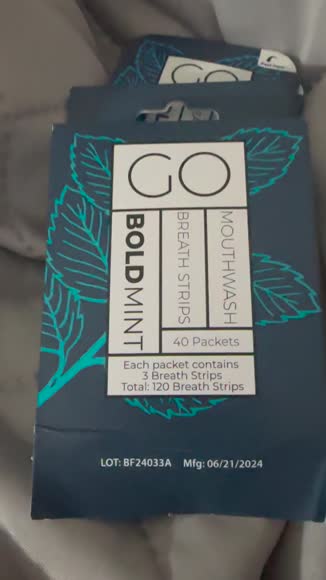 GO
GO
BOLDMINT
BREATH STRIPS
MOUTHWASH
40 Packets
Each packet contains
3 Breath Strips
Total: 120 Breath Strips
LOT: BF24033A Mfg: 06/21/2024